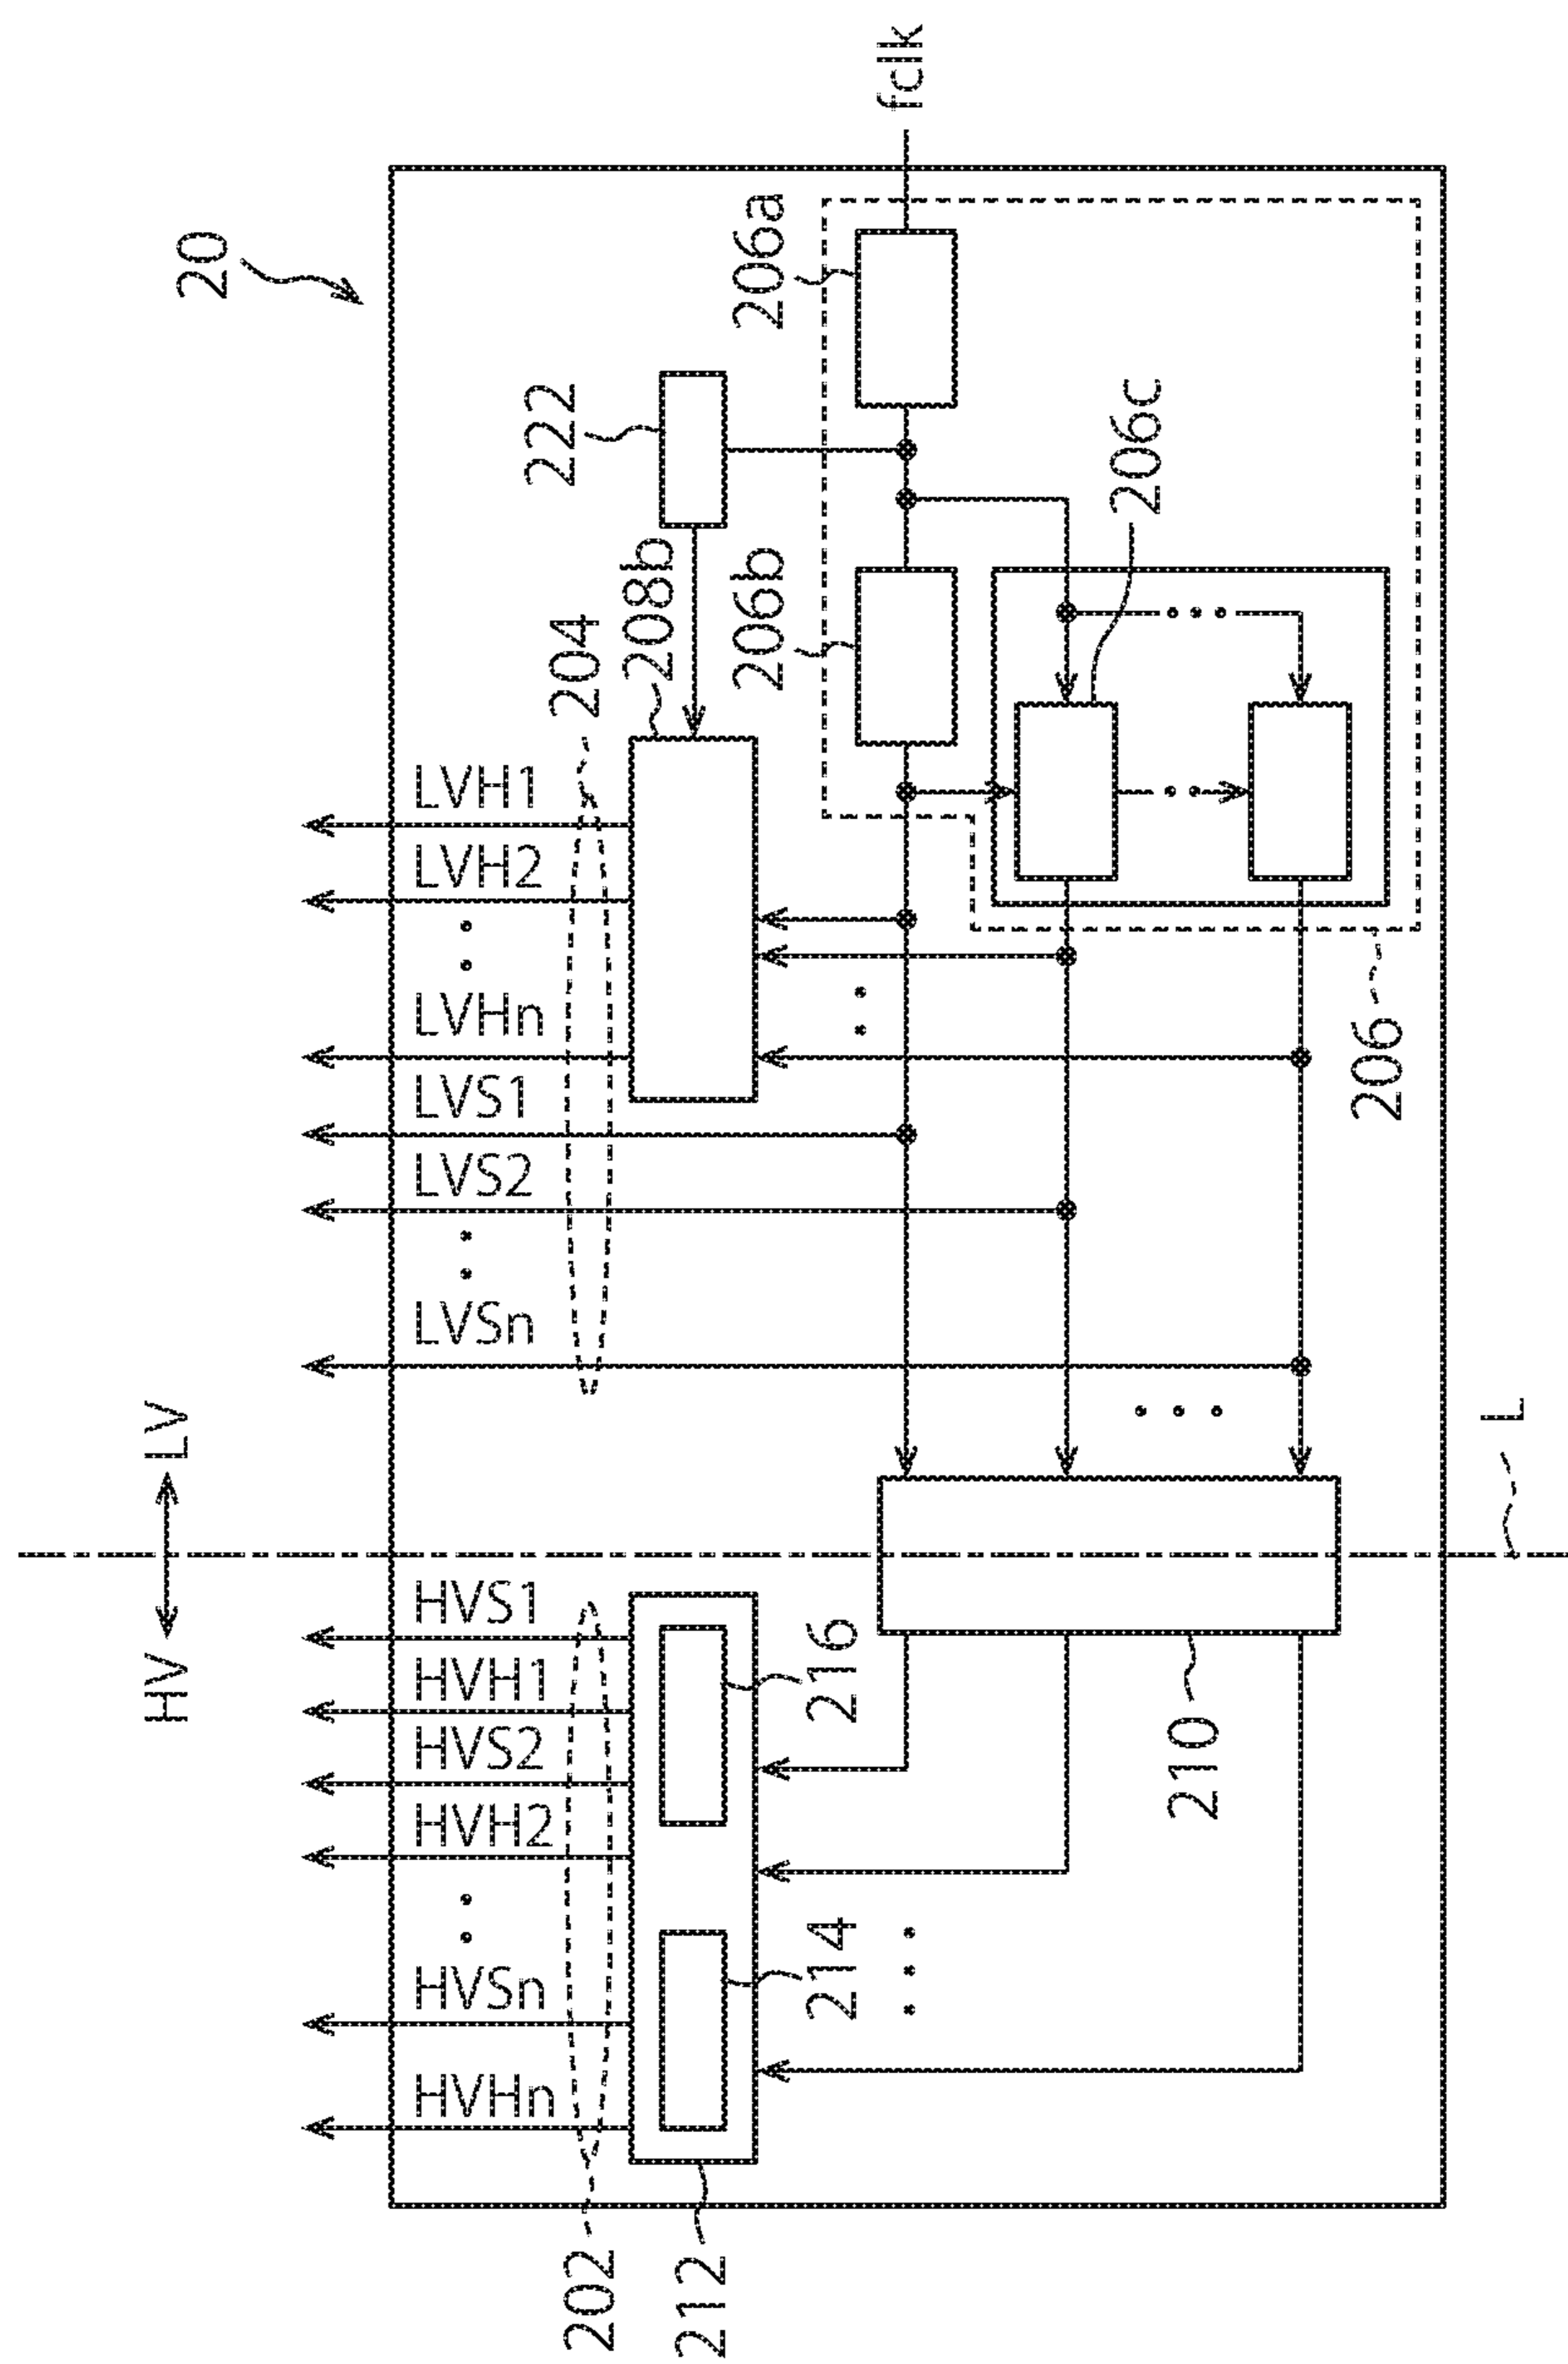 20
HV
LV
HVHn
HVSn
HVH2
HVS2
HVH1
HVS1
LVSn
LVS2
LVS1
LVHn
LVH2
LVH1
202
204
222
212
208b
214
216
206b
206a
fclk
206c
210
206
L